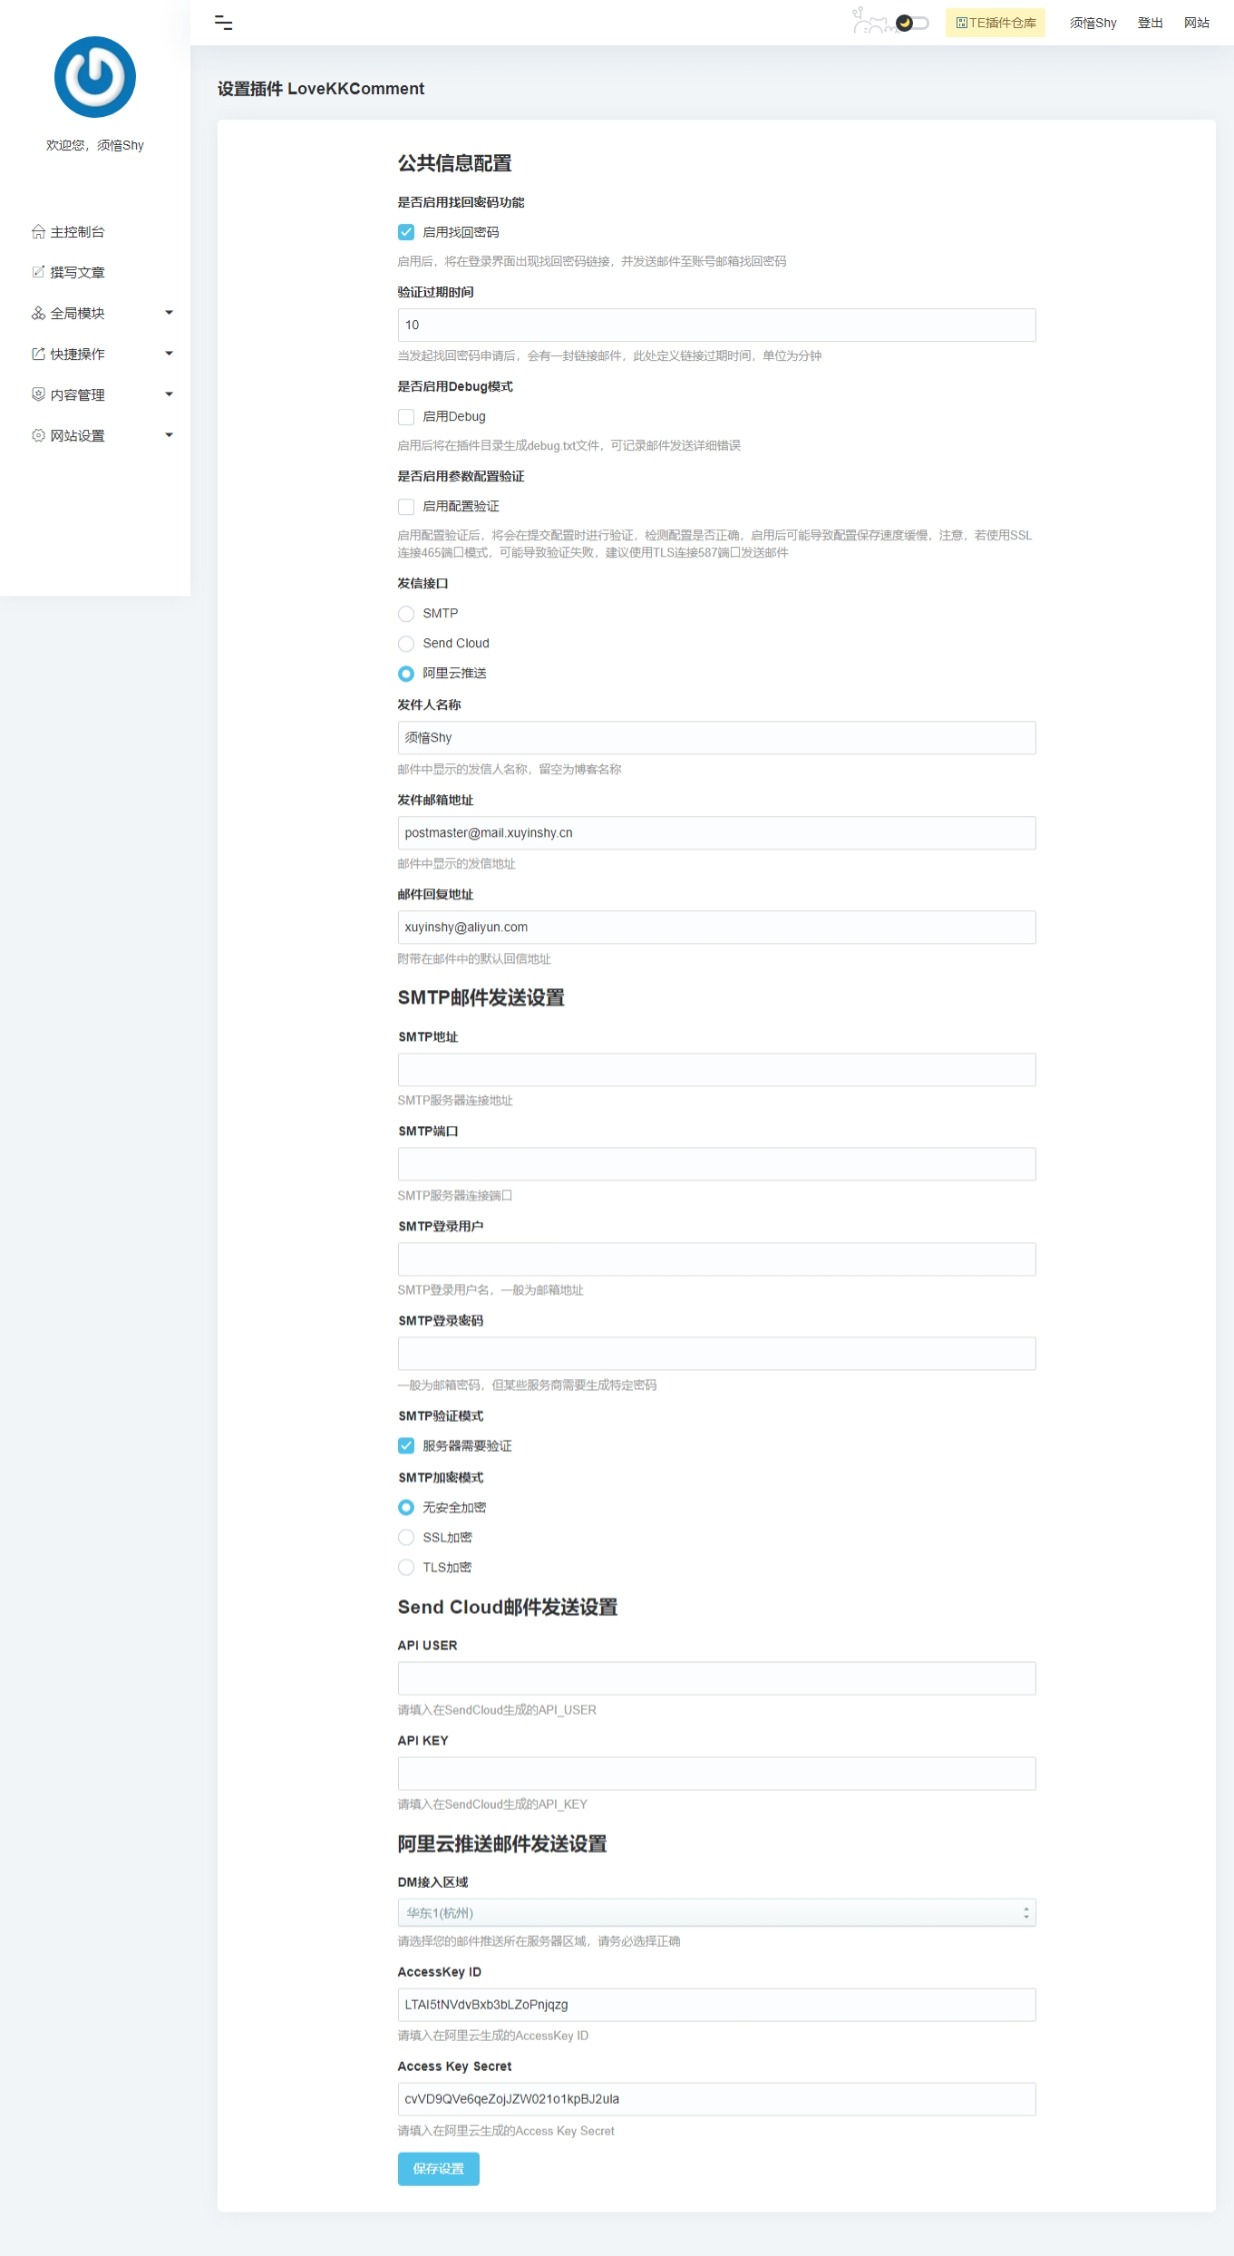 TE插件仓库
须愔Shy
登出
网站
欢迎您，须愔Shy
主控制台
撰写文章
全局模块
快捷操作
内容管理
网站设置
设置插件 LoveKKComment
公共信息配置
是否启用找回密码功能
启用找回密码
启用后，将在登录界面出现找回密码链接，并发送邮件至账号邮箱找回密码
验证过期时间
10
当发起找回密码申请后，会有一封链接邮件，此处定义链接过期时间，单位为分钟
是否启用Debug模式
启用Debug
启用后将在插件目录生成debug.txt文件，可记录邮件发送详细错误
是否启用参数配置验证
启用配置验证
启用配置验证后，将会在提交配置时进行验证，检测配置是否正确，启用后可能导致配置保存速度缓慢，注意，若使用SSL
连接465端口模式，可能导致验证失败，建议使用TLS连接587端口发送邮件
发信接口
SMTP
Send Cloud
阿里云推送
发件人名称
须愔Shy
邮件中显示的发信人名称，留空为博客名称
发件邮箱地址
postmaster@mail.xuyinshy.cn
邮件中显示的发信地址
邮件回复地址
xuyinshy@aliyun.com
附带在邮件中的默认回信地址
SMTP邮件发送设置
SMTP地址
SMTP服务器连接地址
SMTP端口
SMTP服务器连接端口
SMTP登录用户
SMTP登录用户名，一般为邮箱地址
SMTP登录密码
一般为邮箱密码，但某些服务商需要生成特定密码
SMTP验证模式
服务器需要验证
SMTP加密模式
无安全加密
SSL加密
TLS加密
Send Cloud邮件发送设置
API USER
请填入在SendCloud生成的API_USER
API KEY
请填入在SendCloud生成的API_KEY
阿里云推送邮件发送设置
DM接入区域
华东1(杭州)
请选择您的邮件推送所在服务器区域，请务必选择正确
AccessKey ID
LTAI5tNVdvBxb3bLZoPnjqzg
请填入在阿里云生成的AccessKey ID
Access Key Secret
cvVD9QVe6qeZojJZW021o1kpBJ2ula
请填入在阿里云生成的Access Key Secret
保存设置